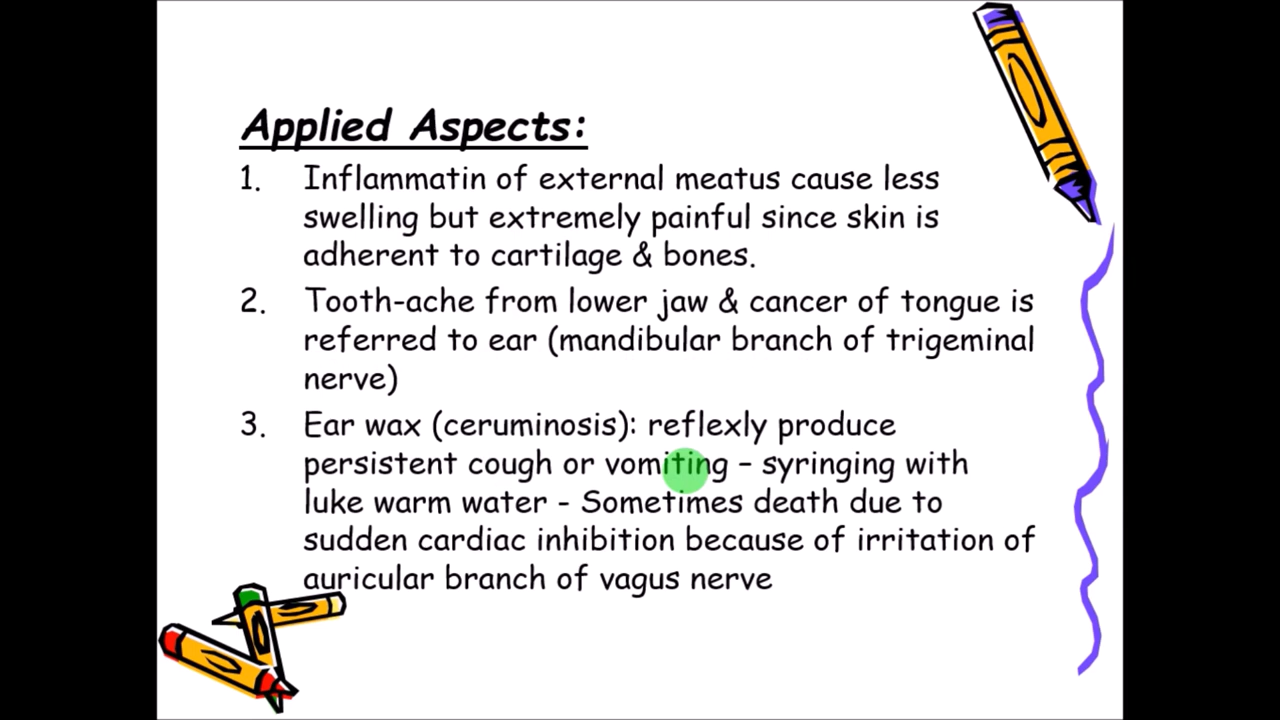 Applied Aspects:
1. Inflammatin of external meatus cause less
swelling but extremely painful since skin is
adherent to cartilage & bones.
2. Tooth-ache from lower jaw & cancer of tongue is
referred to ear (mandibular branch of trigeminal
nerve)
3. Ear wax (ceruminosis): reflexly produce
persistent cough or vomiting – syringing with
luke warm water - Sometimes death due to
sudden cardiac inhibition because of irritation of
auricular branch of vagus nerve